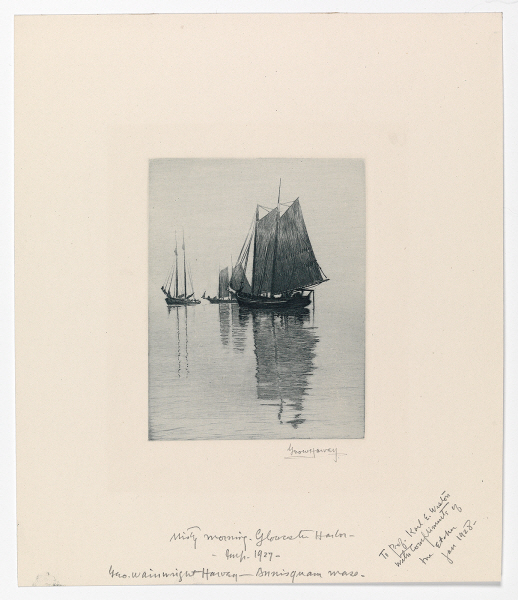 Geo W Harvey
Misty morning. Gloucester Harbor -
- Imp. 1927 -
Geo. Wainwright Harvey — Annisquam Mass. -
To Prof. Karl E. Weston
with compliments of
the Etcher
Jan 1928 -